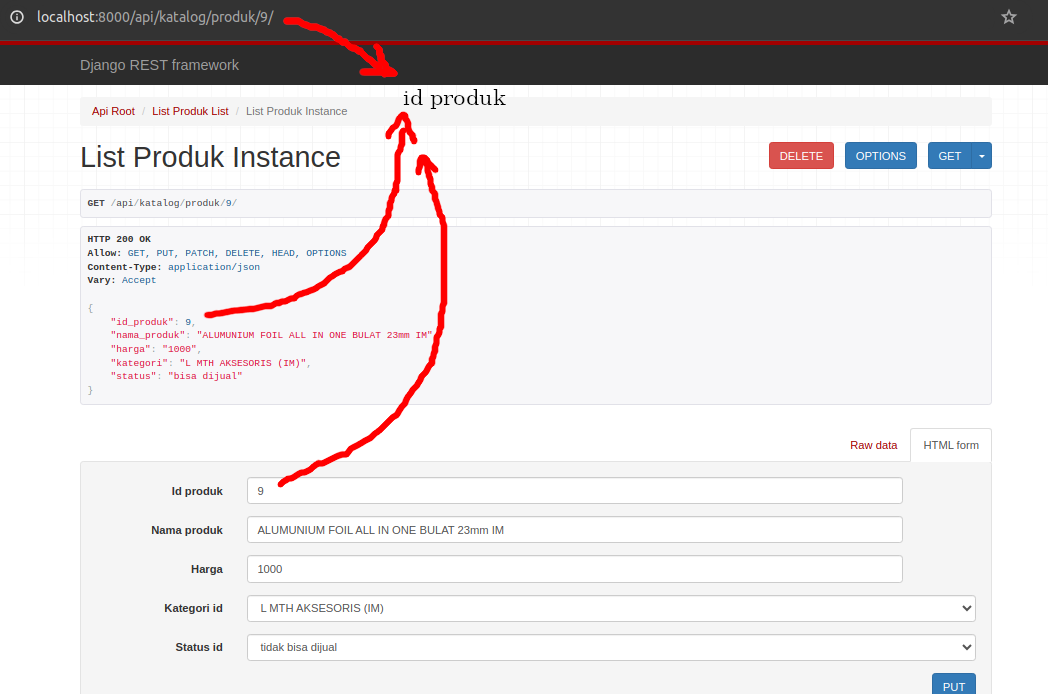 localhost:8000/api/katalog/produk/9/
Django REST framework
id produk
Api Root / List Produk List / List Produk Instance
List Produk Instance
DELETE OPTIONS GET
GET /api/katalog/produk/9/
HTTP 200 OK
Allow: GET, PUT, PATCH, DELETE, HEAD, OPTIONS
Content-Type: application/json
Vary: Accept
{
"id_produk": 9,
"nama_produk": "ALUMUNIUM FOIL ALL IN ONE BULAT 23mm IM",
"harga": "1000",
"kategori": "L MTH AKSESORIS (IM)",
"status": "bisa dijual"
}
Raw data HTML form
Id produk 9
Nama produk ALUMUNIUM FOIL ALL IN ONE BULAT 23mm IM
Harga 1000
Kategori id L MTH AKSESORIS (IM)
Status id tidak bisa dijual
PUT